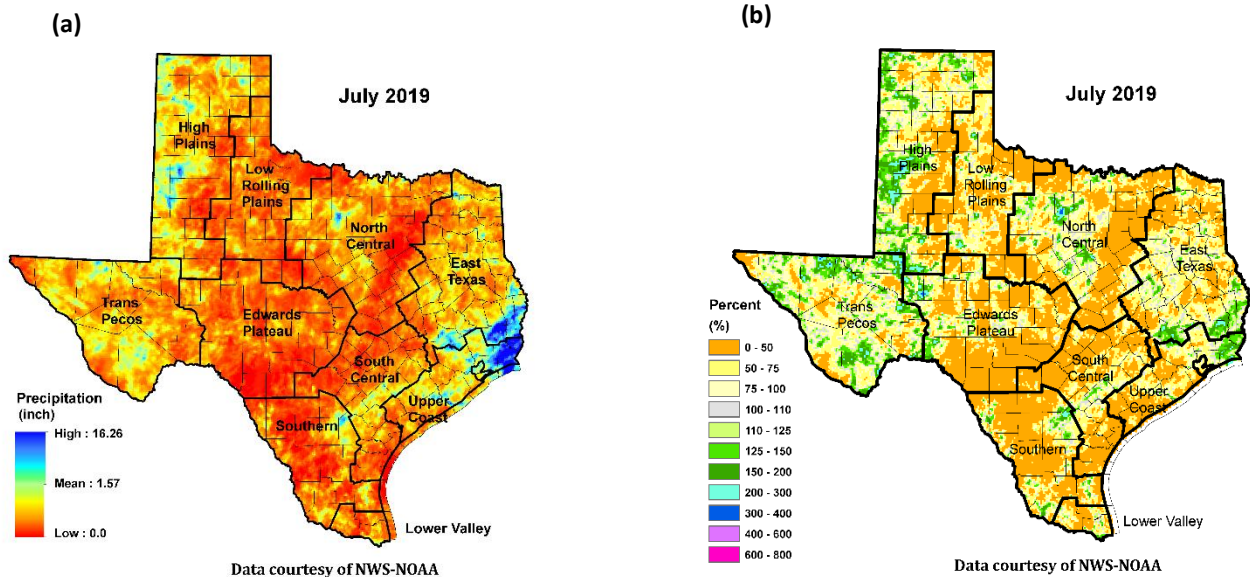 (a)
July 2019
High
Plains
Low
Rolling
Plains
North
Central
East
Texas
Trans
Pecos
Edwards
Plateau
South
Central
Upper
Coast
Southern
Lower Valley
Precipitation
(inch)
High : 16.26
Mean : 1.57
Low : 0.0
Data courtesy of NWS-NOAA
(b)
July 2019
High
Plains
Low
Rolling
Plains
North
Central
East
Texas
Trans
Pecos
Edwards
Plateau
South
Central
Upper
Coast
Southern
Lower Valley
Percent
(%)
0 - 50
50 - 75
75 - 100
100 - 110
110 - 125
125 - 150
150 - 200
200 - 300
300 - 400
400 - 600
600 - 800
Data courtesy of NWS-NOAA